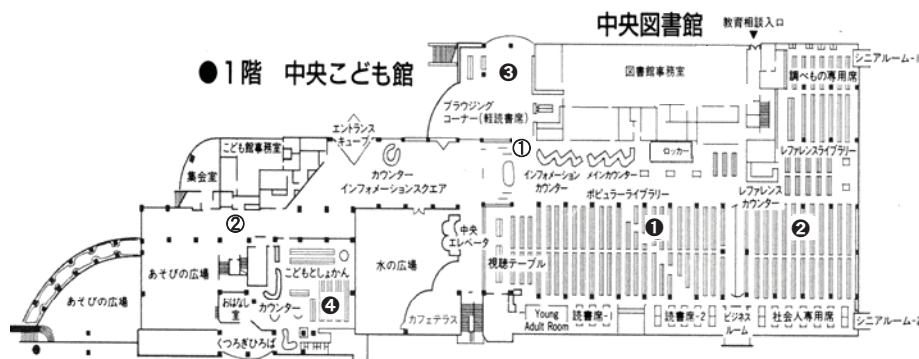 中央図書館
教育相談入口
●1階 中央こども館
❸
図書館事務室
シニアルーム-1
調べもの専用席
ブラウジング
コーナー(軽読書席)
エントランス
キューブ
こども館事務室
集会室
カウンター
インフォメーションスクエア
①
インフォメーション
カウンター
メインカウンター
ロッカー
レファレンスライブラリー
ポピュラーライブラリー
レファレンス
カウンター
②
❶
❷
中央
エレベータ
水の広場
視聴テーブル
あそびの広場
こどもとしょかん
あそびの広場
おはなし
室
カウンター
❹
カフェテラス
くつろぎひろば
Young
Adult Room
読書席-1
読書席-2
ビジネス
ルーム
社会人専用席
シニアルーム-2